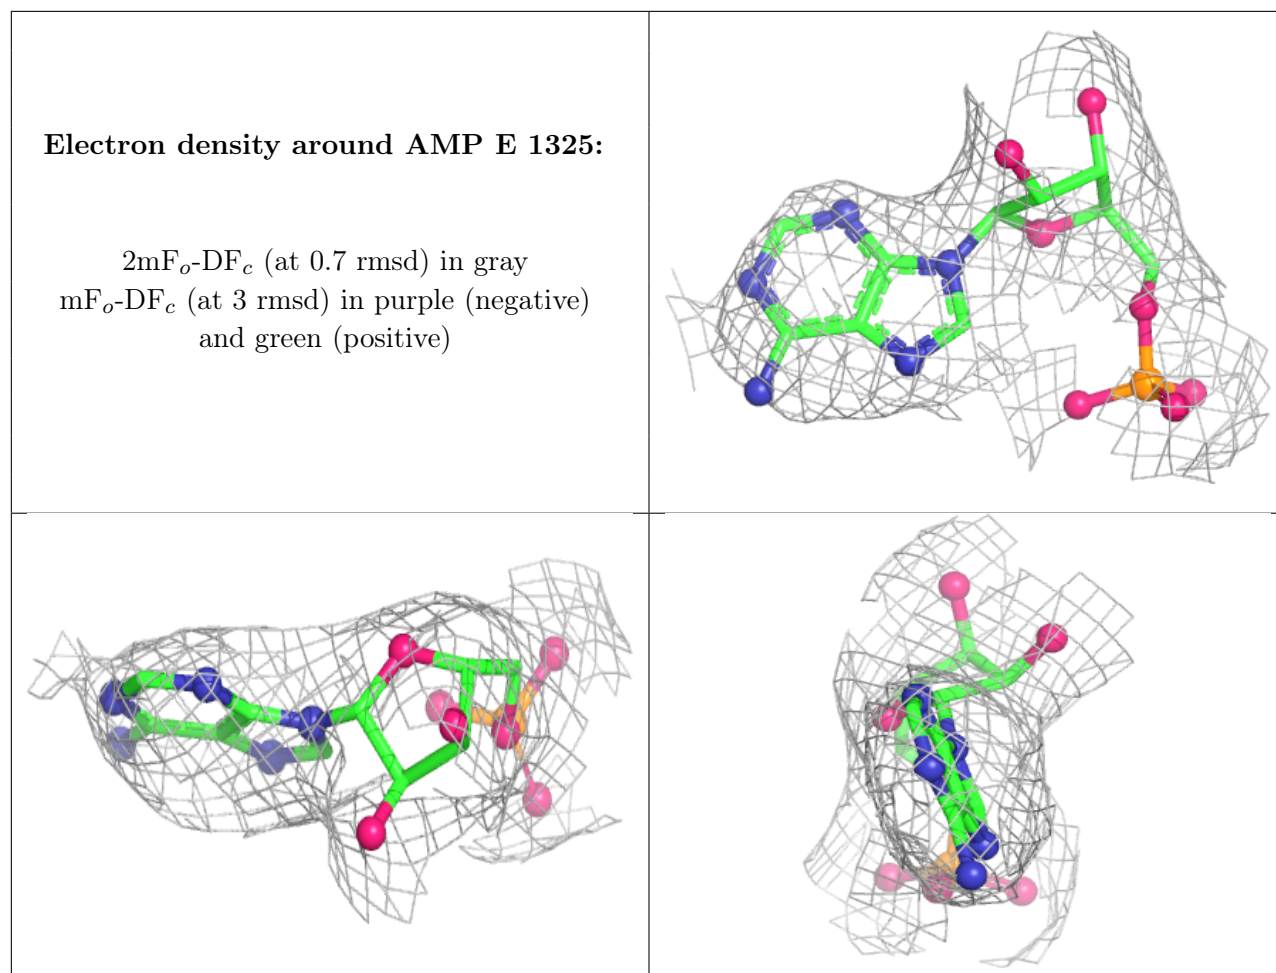 Electron density around AMP E 1325:
2mFo-DFc (at 0.7 rmsd) in gray
mFo-DFc (at 3 rmsd) in purple (negative)
and green (positive)